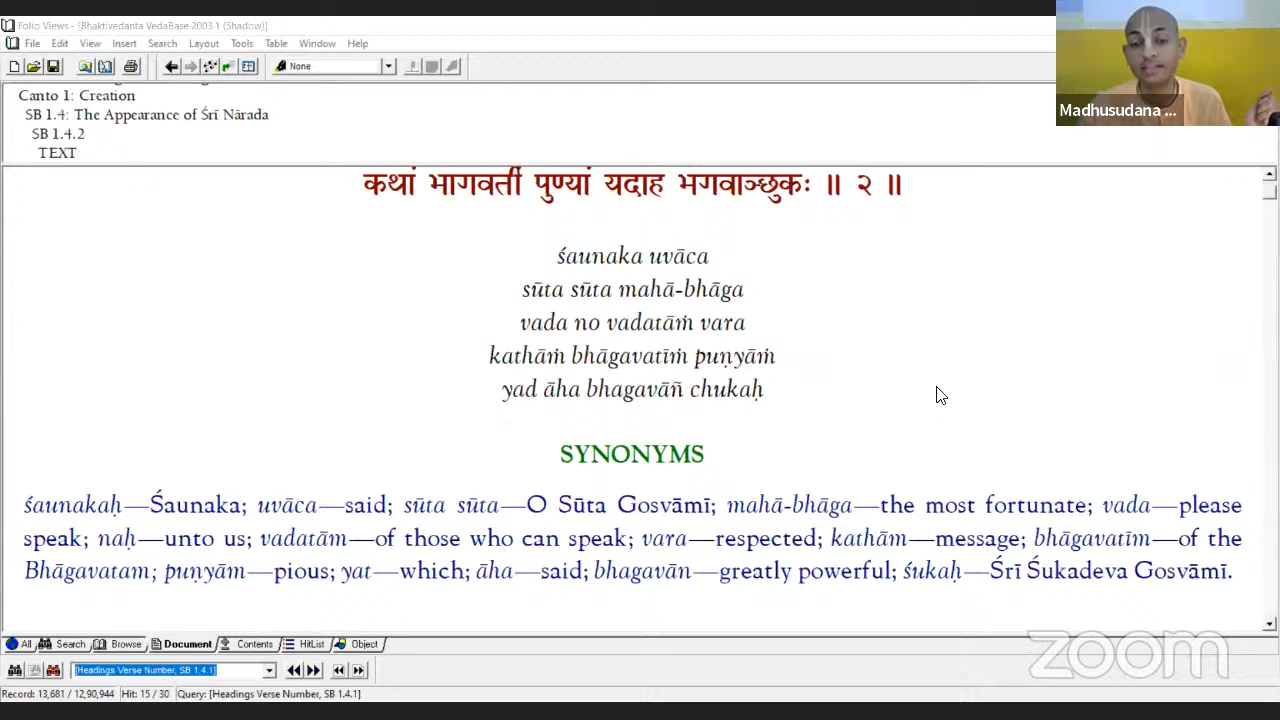 Folio Views - [Bhaktivedanta VedaBase 2003.1 (Shadow)]
File Edit View Insert Search Layout Tools Table Window Help
None
Canto 1: Creation
SB 1.4: The Appearance of Śrī Nārada
SB 1.4.2
TEXT
Madhusudana ...
कथां भागवतीं पुण्यां यदाह भगवाञ्छुकः ॥ २ ॥
śaunaka uvāca
sūta sūta mahā-bhāga
vada no vadatāṁ vara
kathāṁ bhāgavatīṁ puṇyāṁ
yad āha bhagavāñ chukaḥ
SYNONYMS
śaunakaḥ—Śaunaka; uvāca—said; sūta sūta—O Sūta Gosvāmī; mahā-bhāga—the most fortunate; vada—please
speak; naḥ—unto us; vadatām—of those who can speak; vara—respected; kathām—message; bhāgavatīm—of the
Bhāgavatam; puṇyām—pious; yat—which; āha—said; bhagavān—greatly powerful; śukaḥ—Śrī Śukadeva Gosvāmī.
All Search Browse Document Contents HitList Object
[Headings Verse Number, SB 1.4.1]
zoom
Record: 13,681 / 12,90,944 Hit: 15 / 30 Query: [Headings Verse Number, SB 1.4.1]